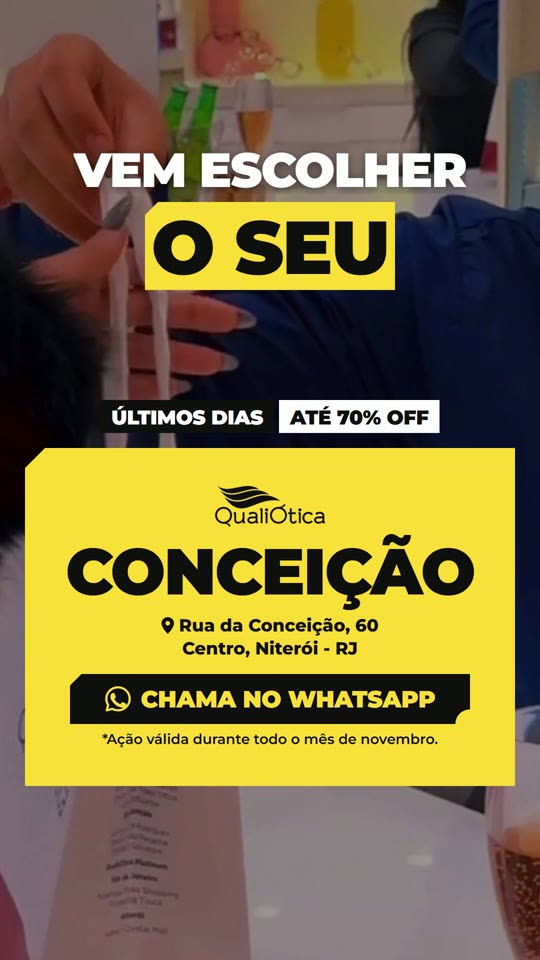 VEM ESCOLHER
O SEU
ÚLTIMOS DIAS ATÉ 70% OFF
QualiÓtica
CONCEIÇÃO
Rua da Conceição, 60
Centro, Niterói - RJ
CHAMA NO WHATSAPP
*Ação válida durante todo o mês de novembro.